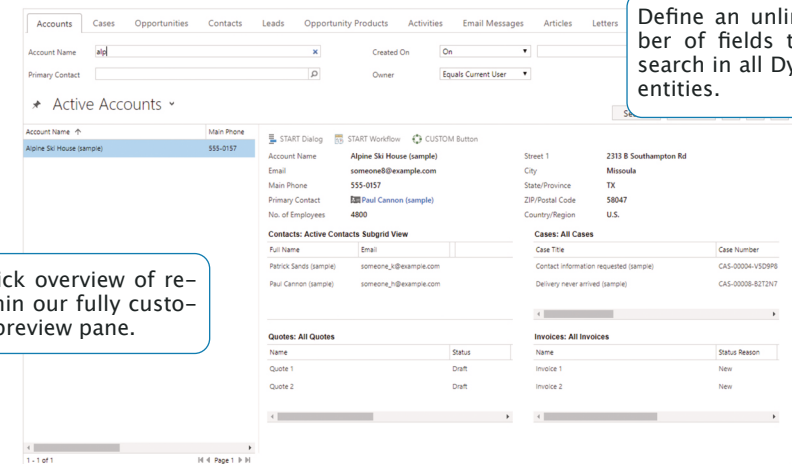 Accounts Cases Opportunities Contacts Leads Opportunity Products Activities Email Messages Articles Letters
Define an
ber of fields
search in all
entities.
Account Name alp Created On On
Primary Contact Owner Equals Current User
Active Accounts
Account Name Main Phone
Alpine Ski House (sample) 555-0157
START Dialog START Workflow CUSTOM Button
Account Name Alpine Ski House (sample) Street 1 2313 B Southampton Rd
Email someone8@example.com City Missoula
Main Phone 555-0157 State/Province TX
Primary Contact Paul Cannon (sample) ZIP/Postal Code 58047
No. of Employees 4800 Country/Region U.S.
Contacts: Active Contacts Subgrid View Cases: All Cases
Full Name Email Case Title Case Number
Patrick Sands (sample) someone_k@example.com Contact information requested (sample) CAS-00004-V5D9P8
Paul Cannon (sample) someone_h@example.com Delivery never arrived (sample) CAS-00008-B2T2N7
overview of re-
our fully custo-
preview pane.
Quotes: All Quotes Invoices: All Invoices
Name Status Name Status Reason
Quote 1 Draft Invoice 1 New
Quote 2 Draft Invoice 2 New
1 - 1 of 1 Page 1